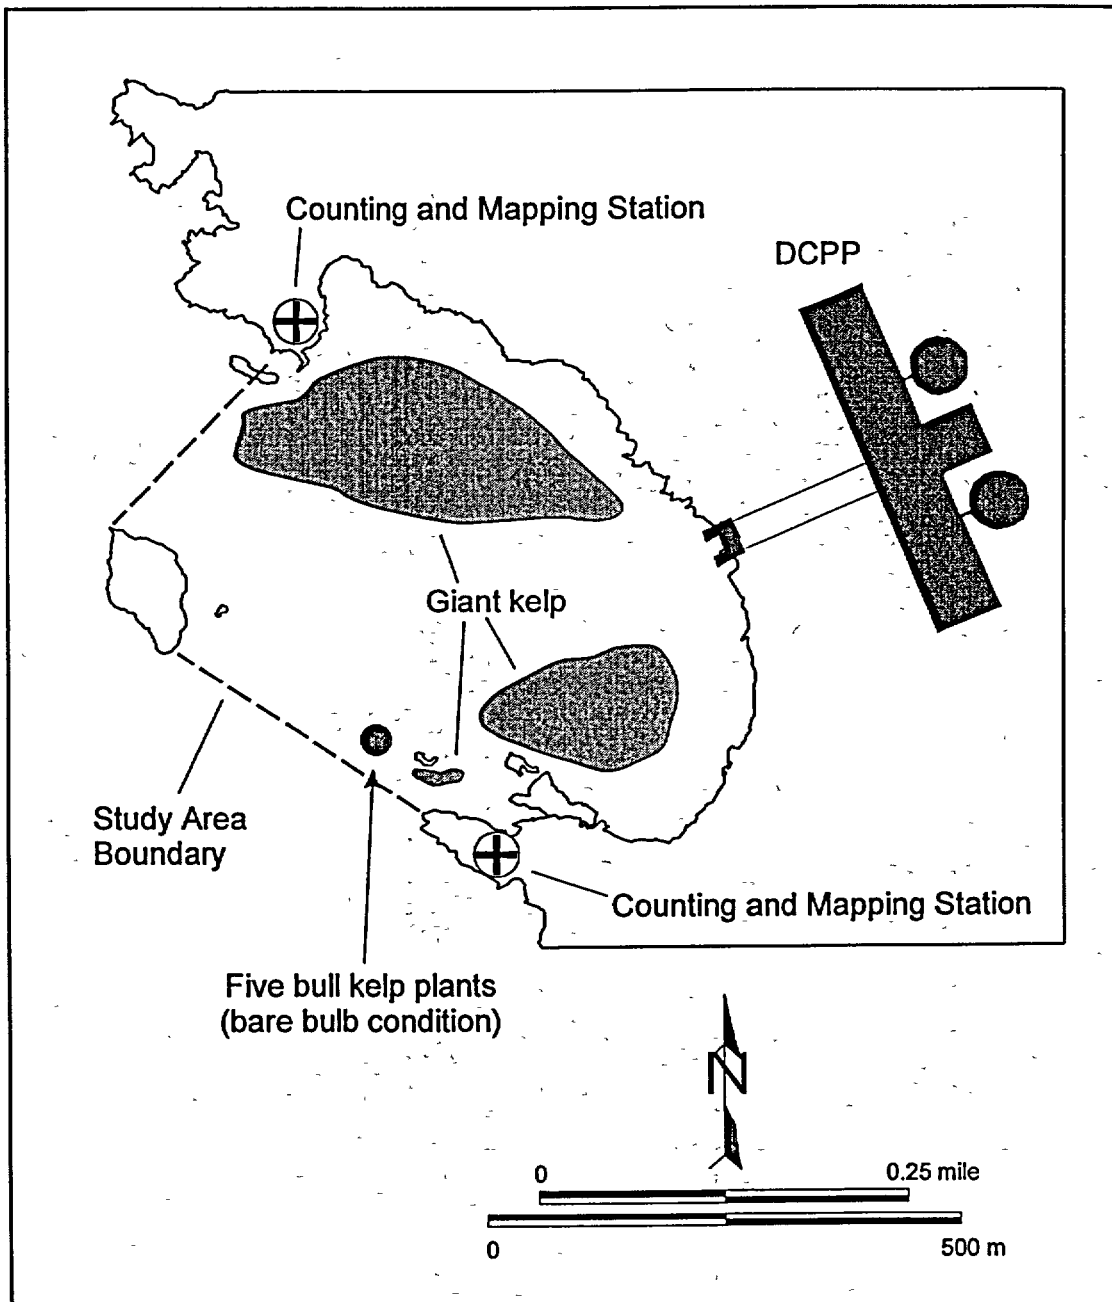 Counting and Mapping Station
DCPP
Giant kelp
Study Area
Boundary
Counting and Mapping Station
Five bull kelp plants
(bare bulb condition)
N
0
0.25 mile
0
500 m